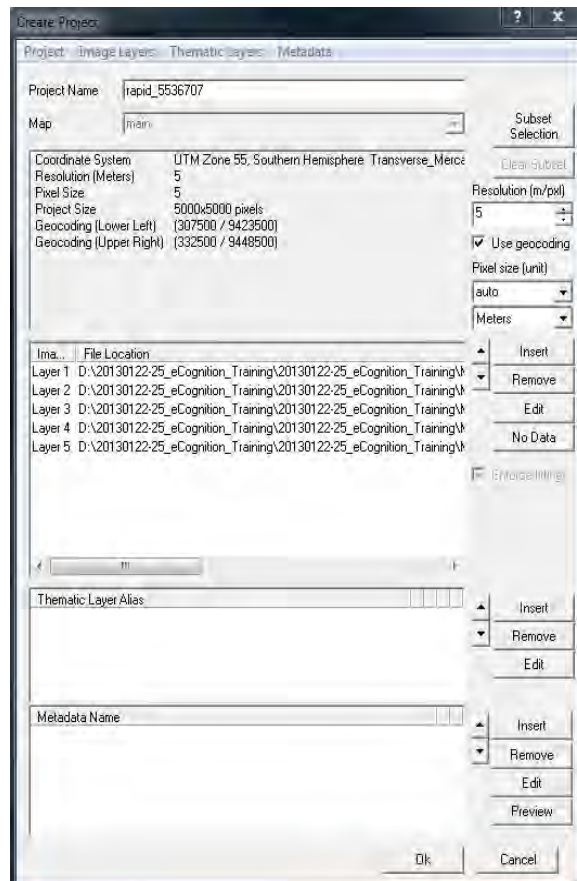 Create Project
? X
Project Image Layers Thematic Layers Metadata
Project Name rapid_5536707
Map main
Subset Selection
Clear Subset
Coordinate System UTM Zone 55, Southern Hemisphere Transverse_Merca
Resolution (Meters) 5
Pixel Size 5
Project Size 5000x5000 pixels
Geocoding (Lower Left) (307500 / 9423500)
Geocoding (Upper Right) (332500 / 9448500)
Resolution (m/pxl)
5
Use geocoding
Pixel size (unit)
auto
Meters
Ima... File Location
Layer 1 D:\20130122-25_eCognition_Training\20130122-25_eCognition_Training\
Layer 2 D:\20130122-25_eCognition_Training\20130122-25_eCognition_Training\
Layer 3 D:\20130122-25_eCognition_Training\20130122-25_eCognition_Training\
Layer 4 D:\20130122-25_eCognition_Training\20130122-25_eCognition_Training\
Layer 5 D:\20130122-25_eCognition_Training\20130122-25_eCognition_Training\
Insert
Remove
Edit
No Data
Enforce fitting
Thematic Layer Alias
Insert
Remove
Edit
Metadata Name
Insert
Remove
Edit
Preview
Ok Cancel